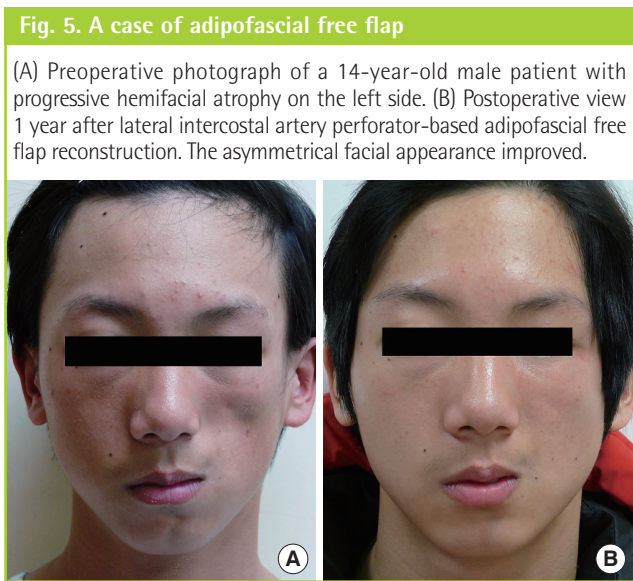 Fig. 5. A case of adipofascial free flap
(A) Preoperative photograph of a 14-year-old male patient with
progressive hemifacial atrophy on the left side. (B) Postoperative view
1 year after lateral intercostal artery perforator-based adipofascial free
flap reconstruction. The asymmetrical facial appearance improved.
A
B